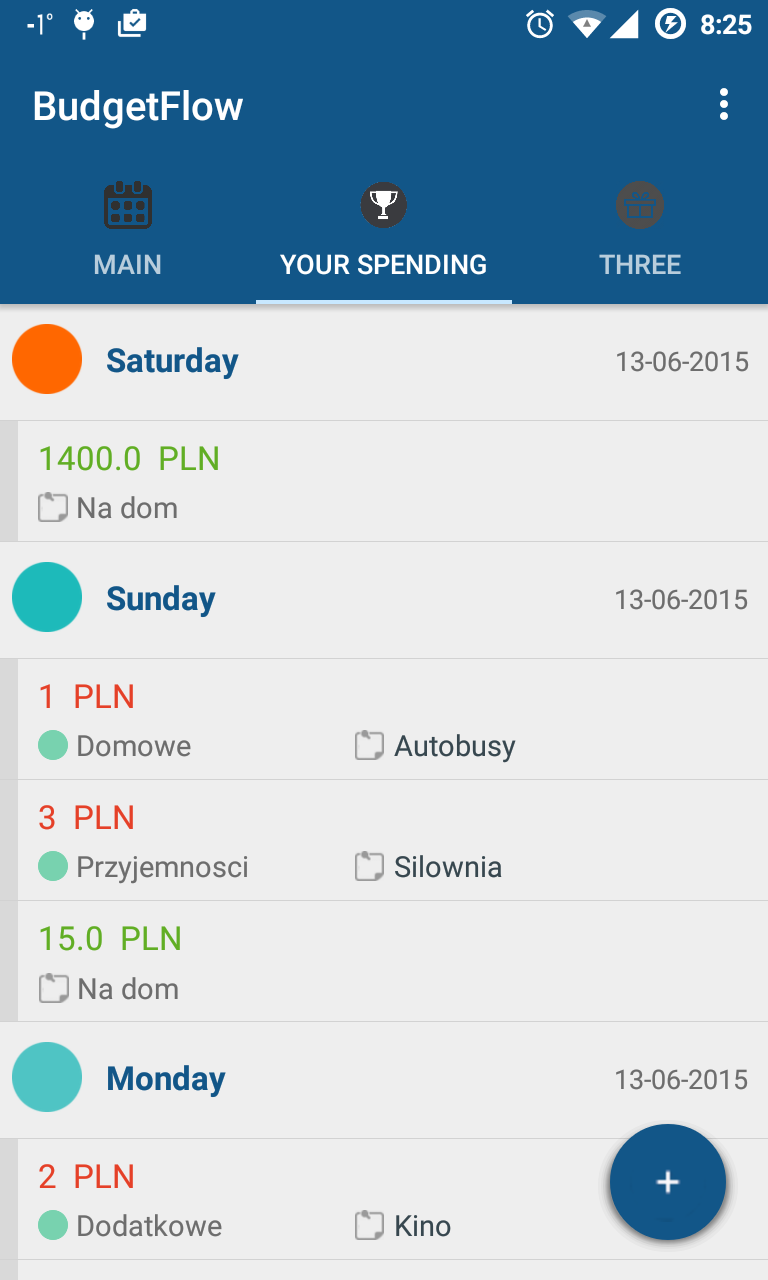 -1° 8:25
BudgetFlow
MAIN YOUR SPENDING THREE
Saturday 13-06-2015
1400.0 PLN
Na dom
Sunday 13-06-2015
1 PLN
Domowe Autobusy
3 PLN
Przyjemnosci Silownia
15.0 PLN
Na dom
Monday 13-06-2015
2 PLN
+
Dodatkowe Kino